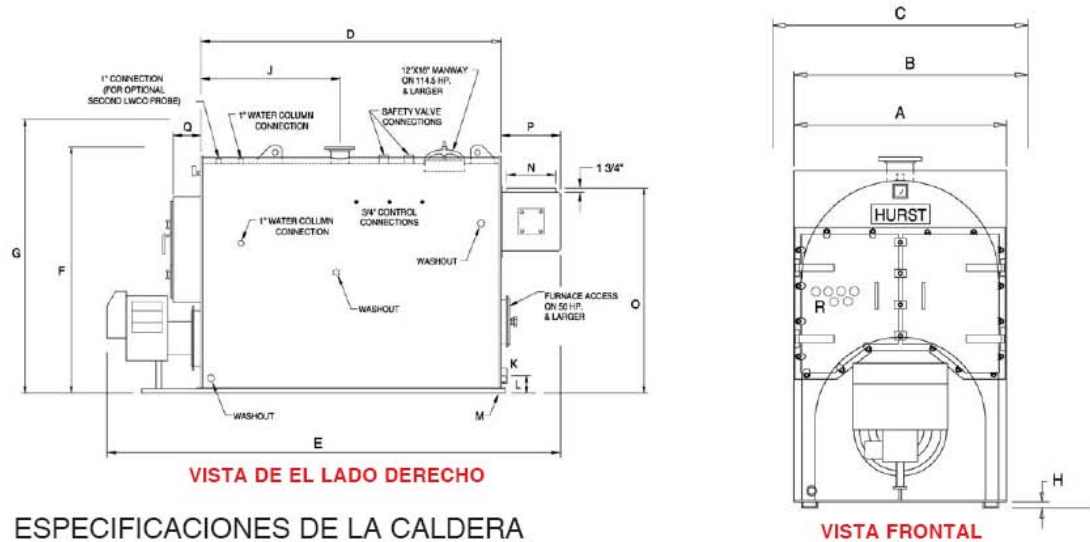 D
J
1" CONNECTION
(FOR OPTIONAL
SECOND LWCO PROBE)
1" WATER COLUMN
CONNECTION
12"X16" MANWAY
ON 114.5 HP.
& LARGER
SAFETY VALVE
CONNECTIONS
Q
P
N
1 3/4"
3/4" CONTROL
CONNECTIONS
1" WATER COLUMN
CONNECTION
WASHOUT
WASHOUT
G
F
O
FURNACE ACCESS
ON 50 HP.
& LARGER
K
L
M
WASHOUT
E
VISTA DE EL LADO DERECHO
C
B
A
HURST
R
H
VISTA FRONTAL
ESPECIFICACIONES DE LA CALDERA